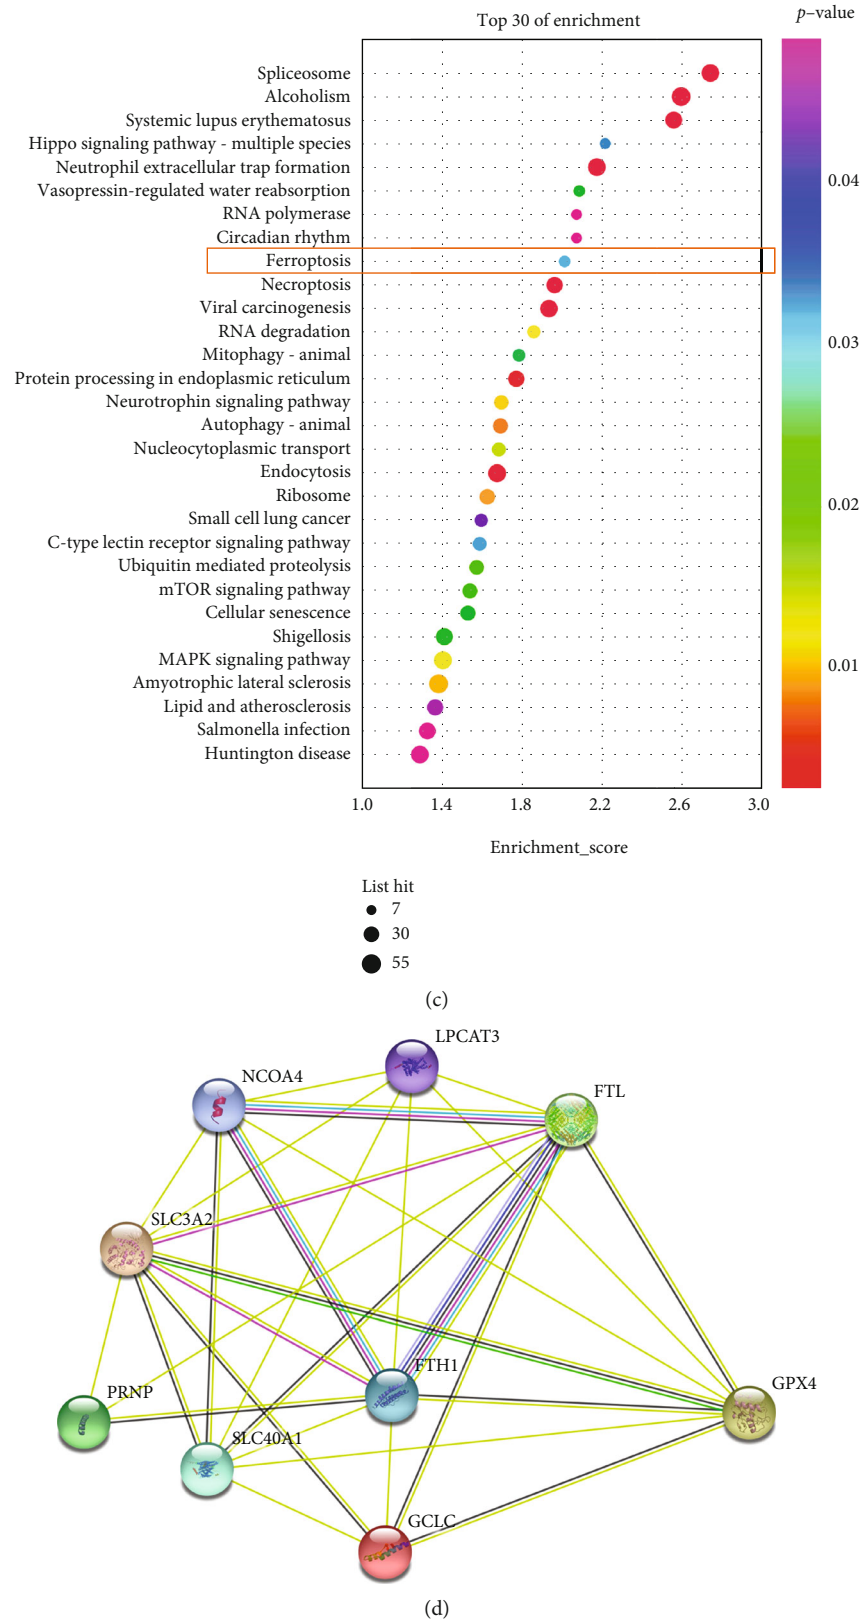 Top 30 of enrichment
p–value
Spliceosome
Alcoholism
Systemic lupus erythematosus
Hippo signaling pathway - multiple species
Neutrophil extracellular trap formation
Vasopressin-regulated water reabsorption
RNA polymerase
Circadian rhythm
Ferroptosis
Necroptosis
Viral carcinogenesis
RNA degradation
Mitophagy - animal
Protein processing in endoplasmic reticulum
Neurotrophin signaling pathway
Autophagy - animal
Nucleocytoplasmic transport
Endocytosis
Ribosome
Small cell lung cancer
C-type lectin receptor signaling pathway
Ubiquitin mediated proteolysis
mTOR signaling pathway
Cellular senescence
Shigellosis
MAPK signaling pathway
Amyotrophic lateral sclerosis
Lipid and atherosclerosis
Salmonella infection
Huntington disease
0.04
0.03
0.02
0.01
1.0 1.4 1.8 2.2 2.6 3.0
Enrichment_score
List hit
7
30
55
(c)
LPCAT3
NCOA4
FTL
SLC3A2
FTH1
GPX4
PRNP
SLC40A1
GCLC
(d)